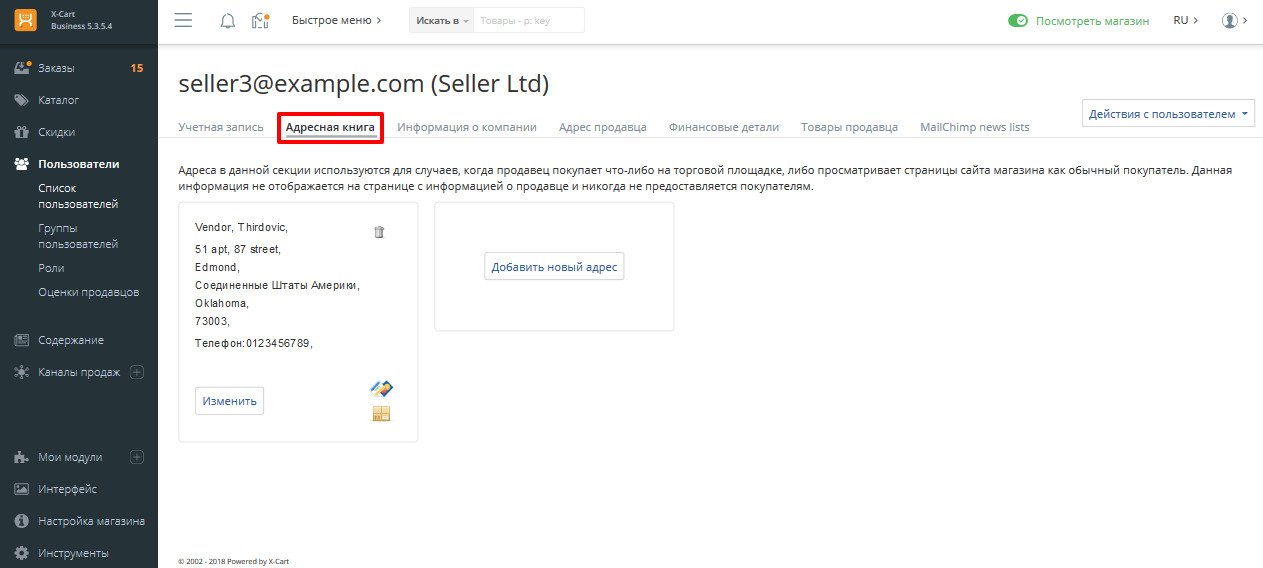 X-Cart
Business 5.3.5.4
Быстрое меню
Искать в
Товары - p: key
Посмотреть магазин
RU
Заказы 15
Каталог
Скидки
Пользователи
Список
пользователей
Группы
пользователей
Роли
Оценки продавцов
Содержание
Каналы продаж
Мои модули
Интерфейс
Настройка магазина
Инструменты
seller3@example.com (Seller Ltd)
Действия с пользователем
Учетная запись
Адресная книга
Информация о компании
Адрес продавца
Финансовые детали
Товары продавца
MailChimp news lists
Адреса в данной секции используются для случаев, когда продавец покупает что-либо на торговой площадке, либо просматривает страницы сайта магазина как обычный покупатель. Данная
информация не отображается на странице с информацией о продавце и никогда не предоставляется покупателям.
Vendor, Thirdovic,
51 apt, 87 street,
Edmond,
Соединенные Штаты Америки,
Oklahoma,
73003,
Телефон:0123456789,
Изменить
Добавить новый адрес
© 2002 - 2018 Powered by X-Cart